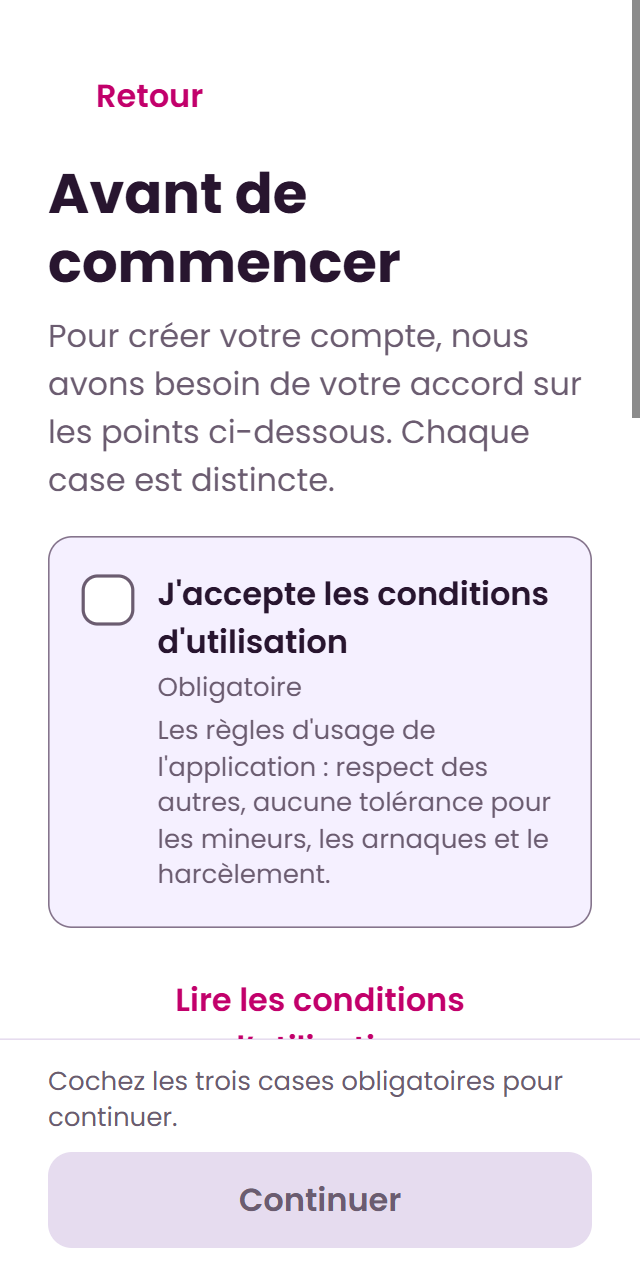 Retour
Avant de
commencer
Pour créer votre compte, nous
avons besoin de votre accord sur
les points ci-dessous. Chaque
case est distincte.
J'accepte les conditions
d'utilisation
Obligatoire
Les règles d'usage de
l'application : respect des
autres, aucune tolérance pour
les mineurs, les arnaques et le
harcèlement.
Lire les conditions
Cochez les trois cases obligatoires pour
continuer.
Continuer